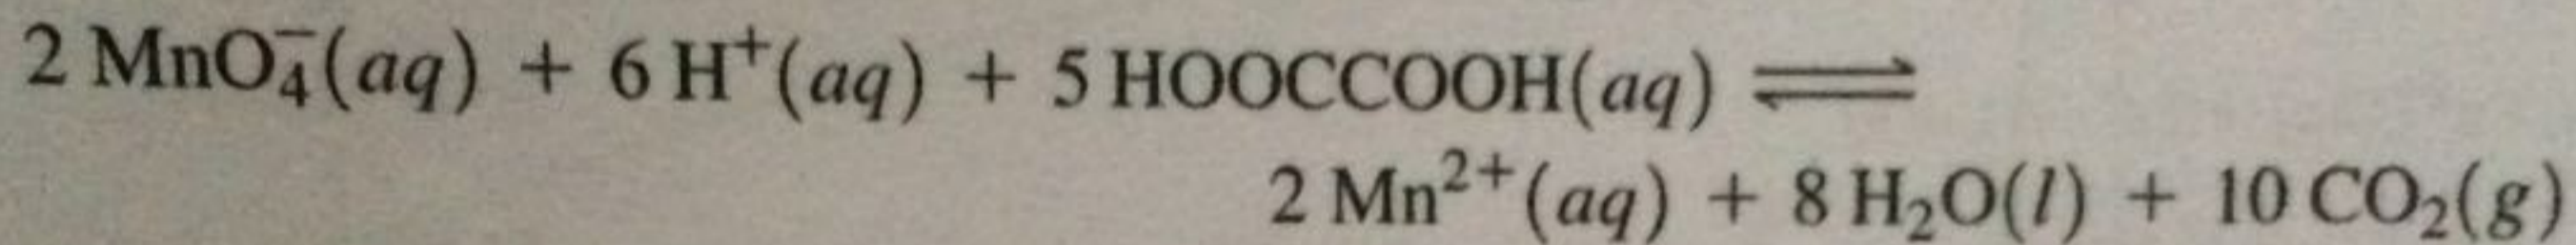 2 MnO₄⁻(aq) + 6 H⁺(aq) + 5 HOOCCOOH(aq) ⇌
2 Mn²⁺(aq) + 8 H₂O(l) + 10 CO₂(g)